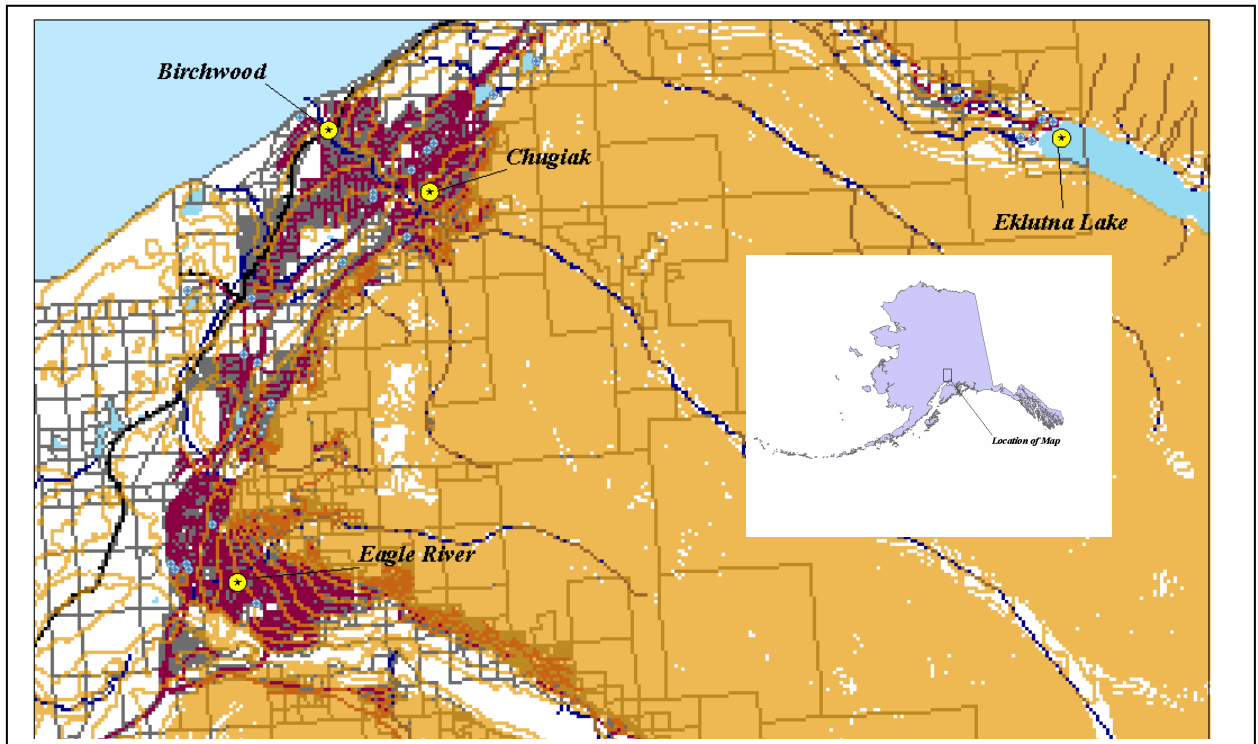 Birchwood
Chugiak
Eklutna Lake
Location of Map
Eagle River